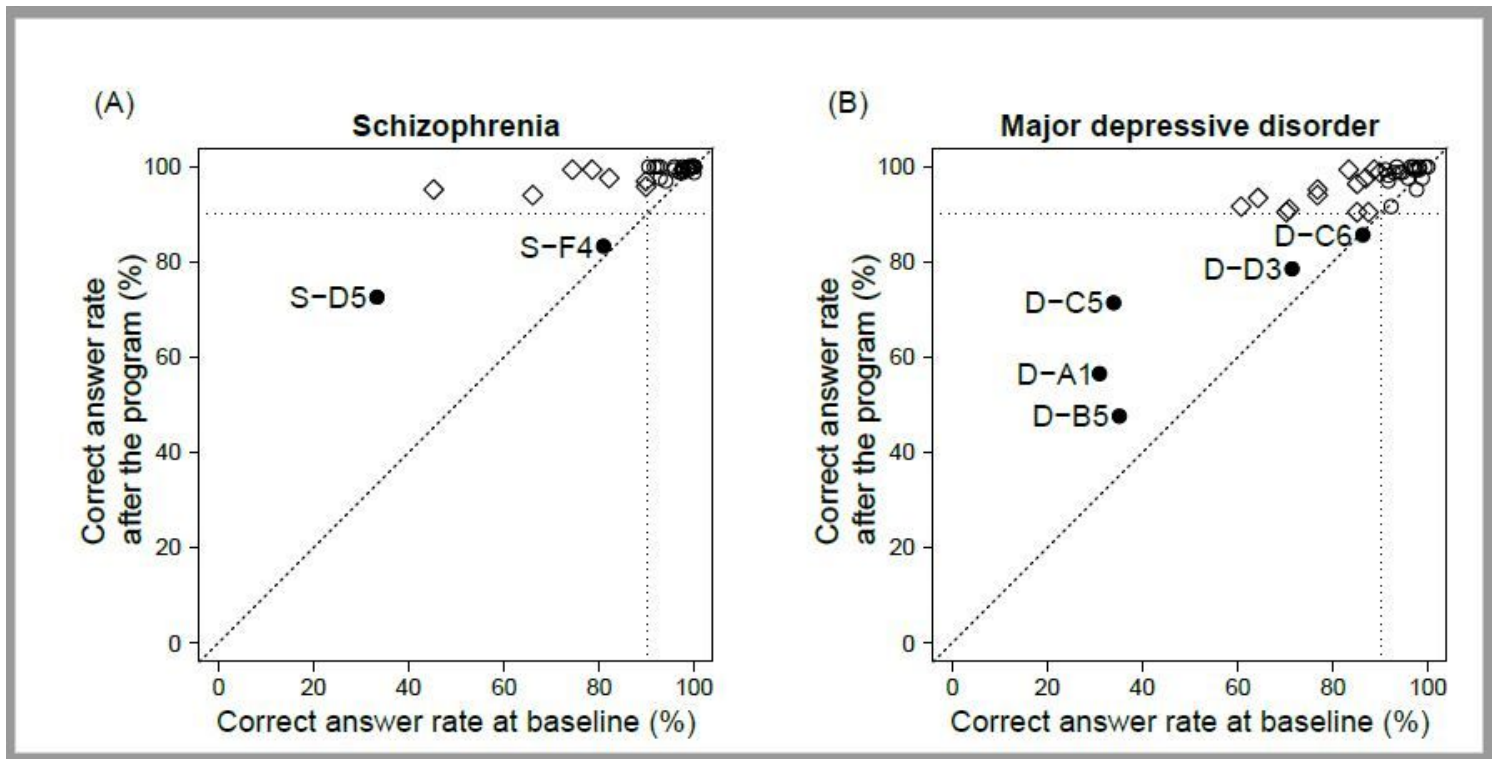 (A)
Schizophrenia
Correct answer rate
after the program (%)
100
80
60
40
20
0
S−F4
S−D5
0 20 40 60 80 100
Correct answer rate at baseline (%)
(B)
Major depressive disorder
Correct answer rate
after the program (%)
100
80
60
40
20
0
D−C6
D−D3
D−C5
D−A1
D−B5
0 20 40 60 80 100
Correct answer rate at baseline (%)